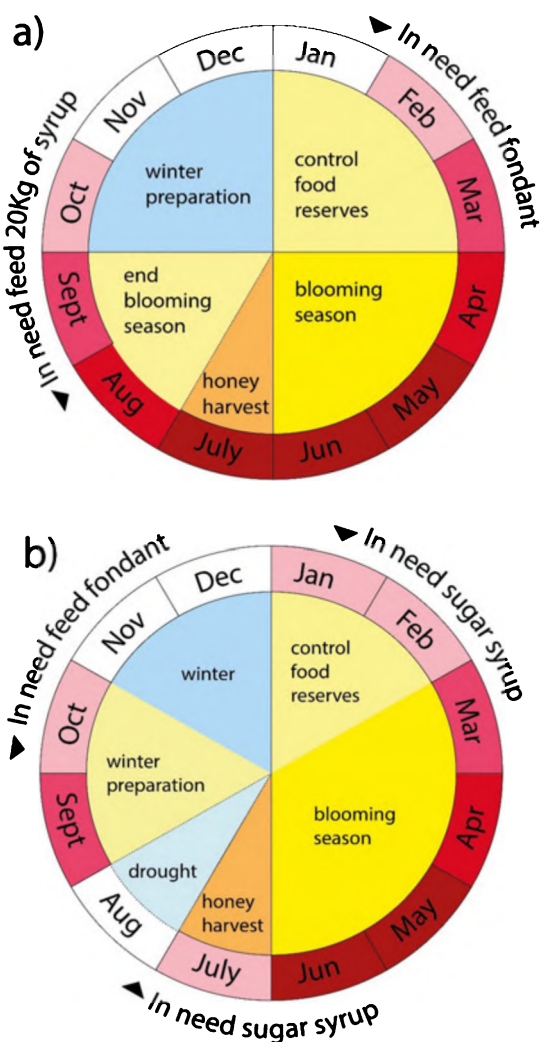 a)
In need feed fondant
In need feed 20Kg of syrup
Jan
Feb
Mar
Apr
May
Jun
July
Aug
Sept
Oct
Nov
Dec
winter
preparation
control
food
reserves
end
blooming
season
blooming
season
honey
harvest
b)
In need feed fondant
In need sugar syrup
Jan
Feb
Mar
Apr
May
Jun
July
Aug
Sept
Oct
Nov
Dec
winter
control
food
reserves
winter
preparation
blooming
season
drought
honey
harvest
In need sugar syrup